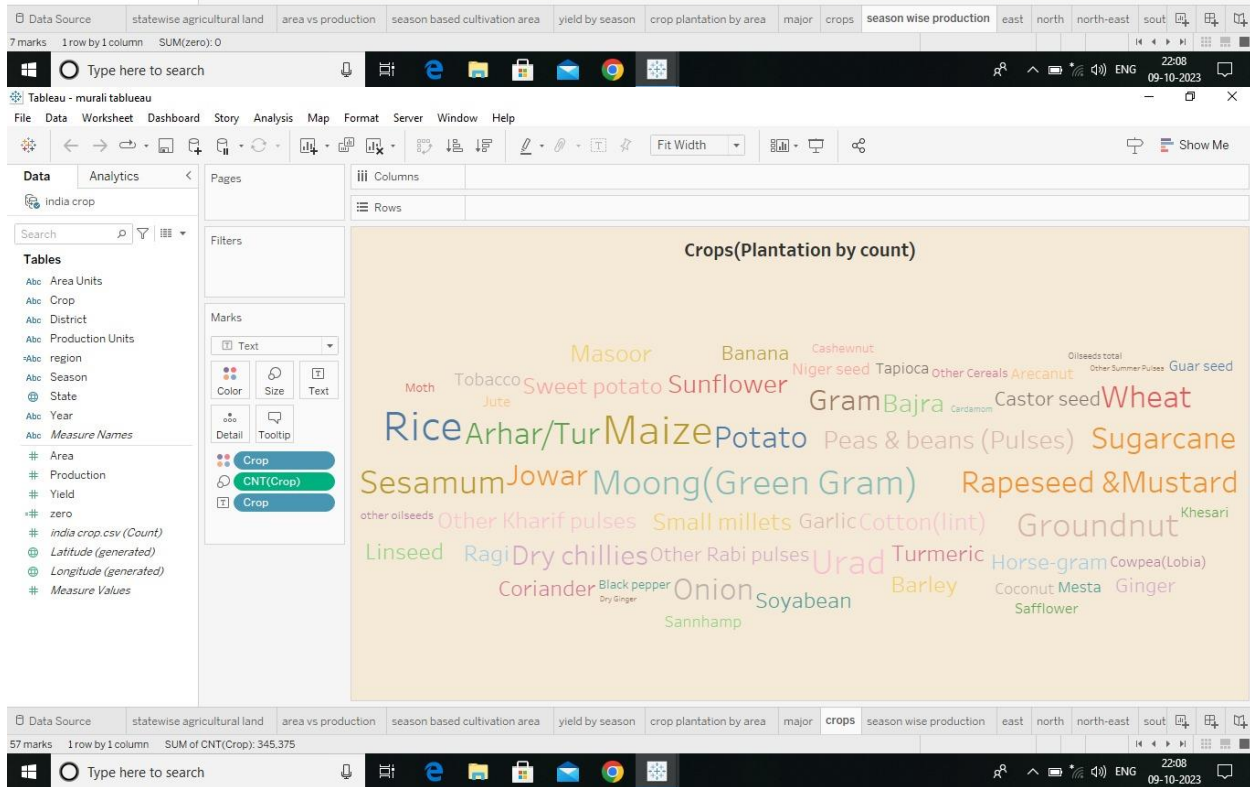 Data Source statewise agricultural land area vs production season based cultivation area yield by season crop plantation by area major crops season wise production east north north-east sout
7 marks 1 row by 1 column SUM(zero): 0
Type here to search ENG 22:08
09-10-2023
Tableau - murali tablueau
File Data Worksheet Dashboard Story Analysis Map Format Server Window Help
Fit Width Show Me
Data Analytics Pages Columns
india crop Rows
Search Filters
Tables
Abc Area Units
Abc Crop
Abc District
Abc Production Units
=Abc region
Abc Season
State
Abc Year
Abc Measure Names
# Area
# Production
# Yield
=# zero
# india crop.csv (Count)
Latitude (generated)
Longitude (generated)
# Measure Values
Marks
Text
Color Size Text
Detail Tooltip
Crop
CNT(Crop)
Crop
Crops(Plantation by count)
Masoor Banana Cashewnut Oilseeds total
Moth Tobacco Sweet potato Sunflower Niger seed Tapioca Other Cereals Arecanut Other Summer Pulses Guar seed
Jute Gram Bajra Cardamom Castor seed Wheat
Rice Arhar/Tur Maize Potato Peas & beans (Pulses) Sugarcane
Sesamum Jowar Moong(Green Gram) Rapeseed &Mustard
other oilseeds Other Kharif pulses Small millets Garlic Cotton(lint) Groundnut Khesari
Linseed Ragi Dry chillies Other Rabi pulses Urad Turmeric Horse-gram Cowpea(Lobia)
Coriander Black pepper Onion Soyabean Barley Coconut Mesta Ginger
Dry Ginger Safflower
Sannhamp
Data Source statewise agricultural land area vs production season based cultivation area yield by season crop plantation by area major crops season wise production east north north-east sout
57 marks 1 row by 1 column SUM of CNT(Crop): 345,375
Type here to search ENG 22:08
09-10-2023